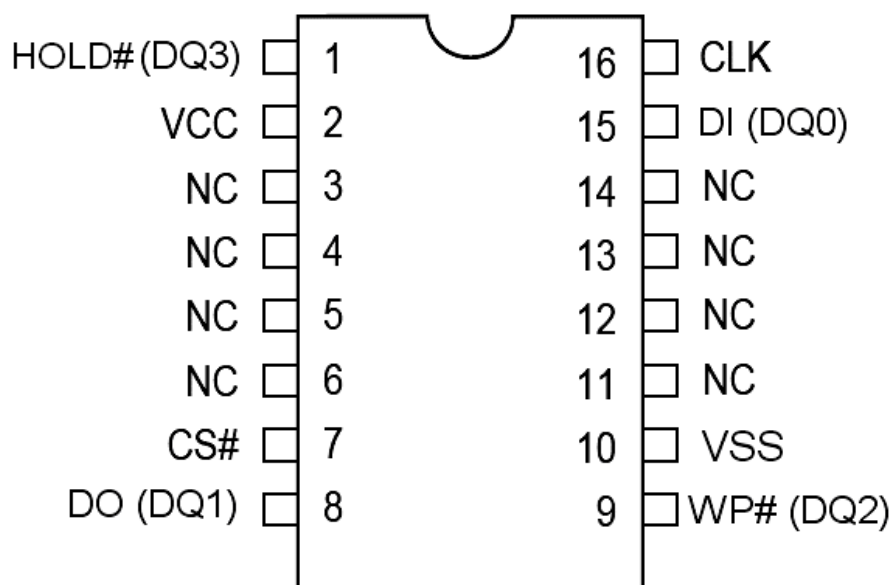 HOLD# (DQ3) 1 16 CLK
VCC 2 15 DI (DQ0)
NC 3 14 NC
NC 4 13 NC
NC 5 12 NC
NC 6 11 NC
CS# 7 10 VSS
DO (DQ1) 8 9 WP# (DQ2)